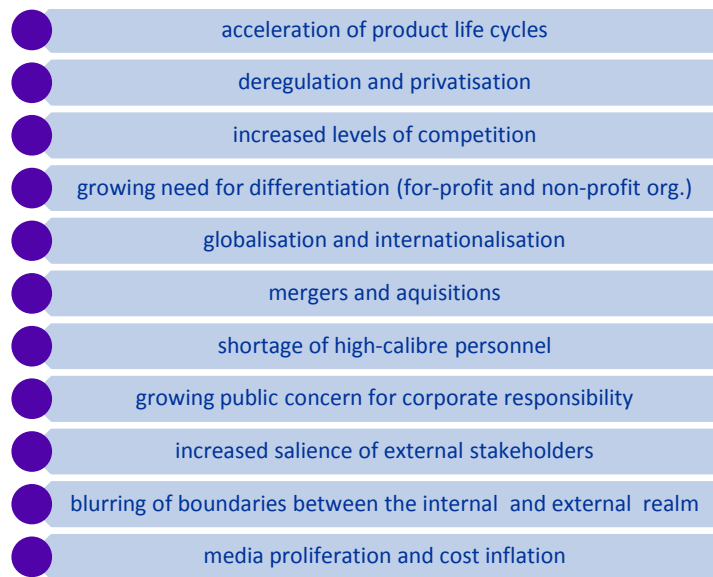 acceleration of product life cycles
deregulation and privatisation
increased levels of competition
growing need for differentiation (for-profit and non-profit org.)
globalisation and internationalisation
mergers and aquisitions
shortage of high-calibre personnel
growing public concern for corporate responsibility
increased salience of external stakeholders
blurring of boundaries between the internal and external realm
media proliferation and cost inflation